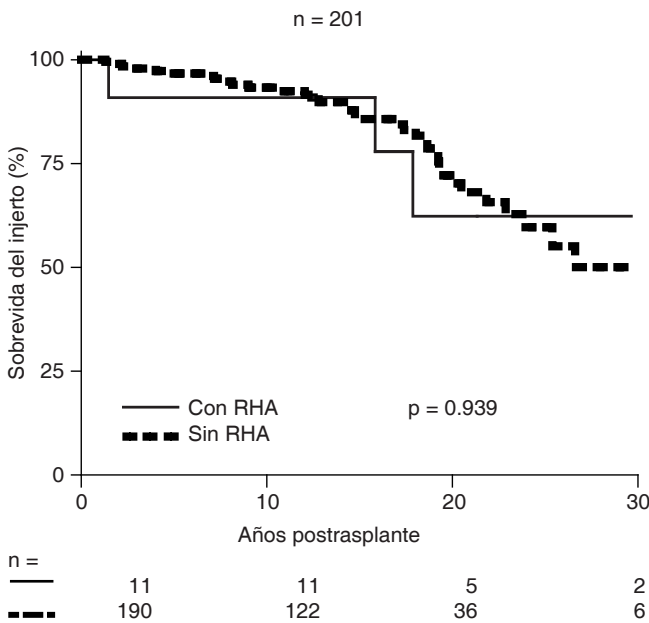 n = 201
Sobrevida del injerto (%)
100
75
50
25
0
Con RHA
Sin RHA
p = 0.939
0 10 20 30
Años postrasplante
n =
11 11 5 2
190 122 36 6